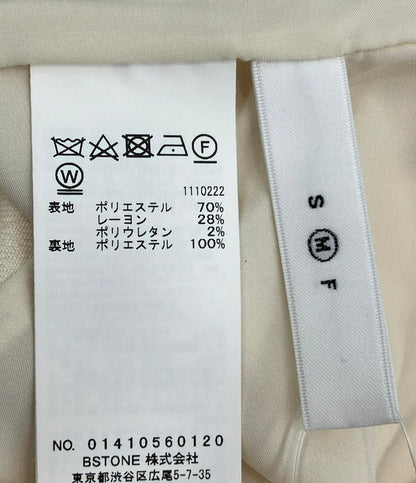 F
W
1110222
表地 ポリエステル 70%
レーヨン 28%
ポリウレタン 2%
裏地 ポリエステル 100%
NO. 01410560120
BSTONE 株式会社
東京都渋谷区広尾5-7-35
S M F